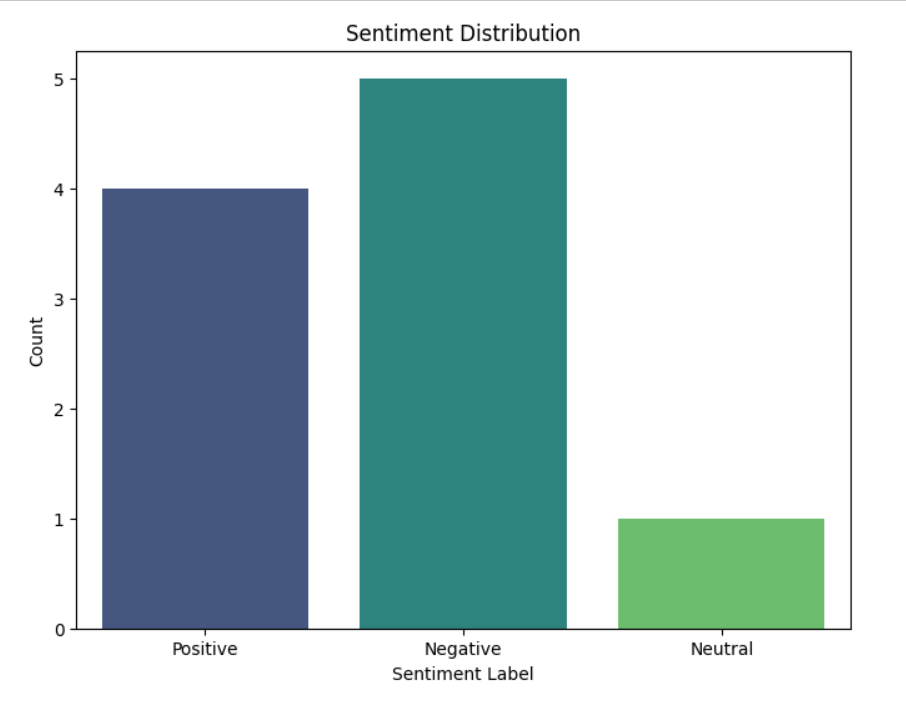 Sentiment Distribution
5
4
3
2
1
0
Count
Positive Negative Neutral
Sentiment Label